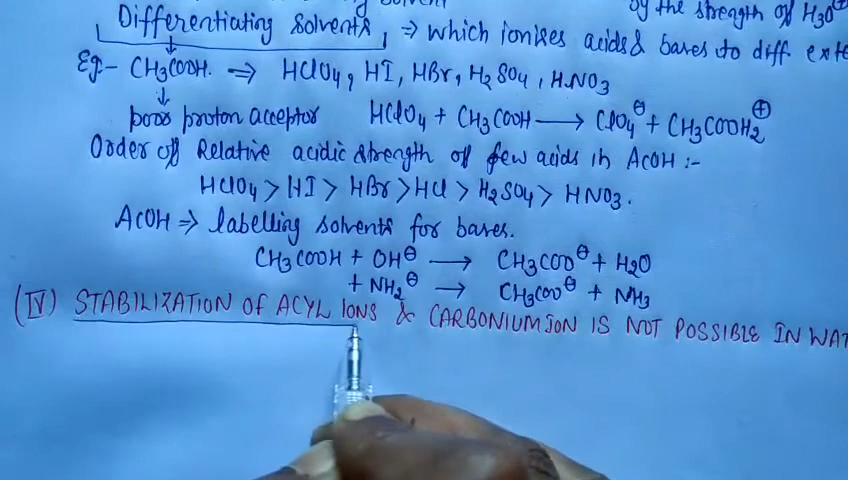 solvent by the strength of H3O⊕
Differentiating solvents, ⇒ which ionises acids & bases to diff exte
Eg:- CH3COOH. ⇒ HClO4, HI, HBr, H2SO4, HNO3
poor proton acceptor HClO4 + CH3COOH → ClO4⊖ + CH3COOH2⊕
Order of Relative acidic strength of few acids in AcOH :-
HClO4 > HI > HBr > HCl > H2SO4 > HNO3.
AcOH ⇒ labelling solvents for bases.
CH3COOH + OH⊖ → CH3COO⊖ + H2O
+ NH2⊖ → CH3COO⊖ + NH3
(IV) STABILIZATION OF ACYL IONS & CARBONIUM ION IS NOT POSSIBLE IN WAT